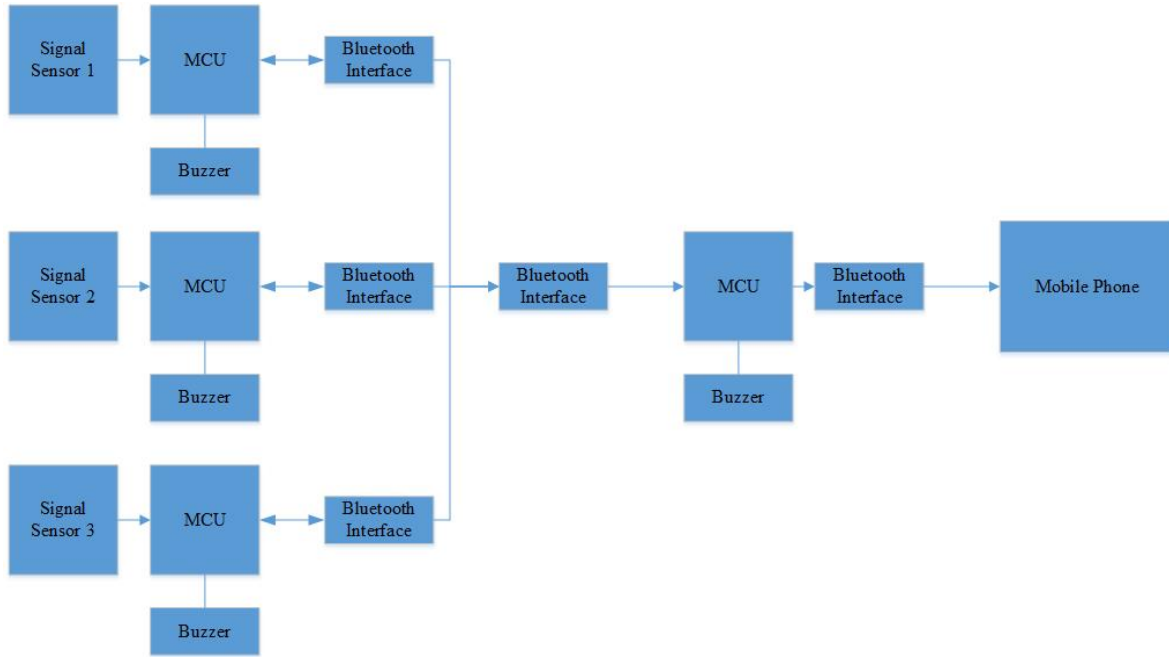 Signal
Sensor 1
MCU
Bluetooth
Interface
Buzzer
Signal
Sensor 2
MCU
Bluetooth
Interface
Bluetooth
Interface
MCU
Bluetooth
Interface
Mobile Phone
Buzzer
Buzzer
Signal
Sensor 3
MCU
Bluetooth
Interface
Buzzer